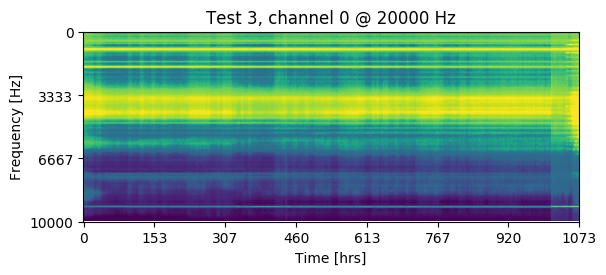 Test 3, channel 0 @ 20000 Hz
Frequency [Hz]
0
3333
6667
10000
0 153 307 460 613 767 920 1073
Time [hrs]